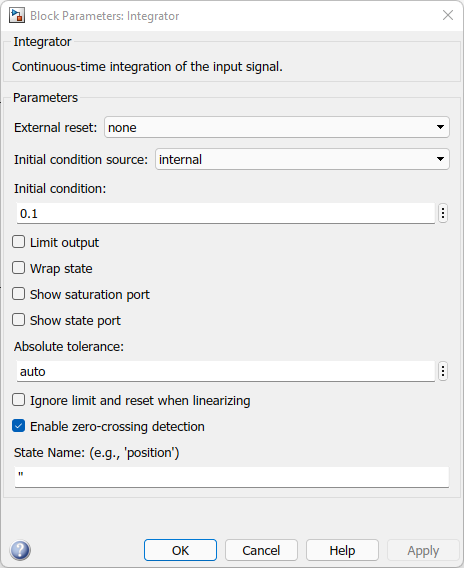 Block Parameters: Integrator
Integrator
Continuous-time integration of the input signal.
Parameters
External reset: none
Initial condition source: internal
Initial condition:
0.1
Limit output
Wrap state
Show saturation port
Show state port
Absolute tolerance:
auto
Ignore limit and reset when linearizing
Enable zero-crossing detection
State Name: (e.g., 'position')
''
OK Cancel Help Apply